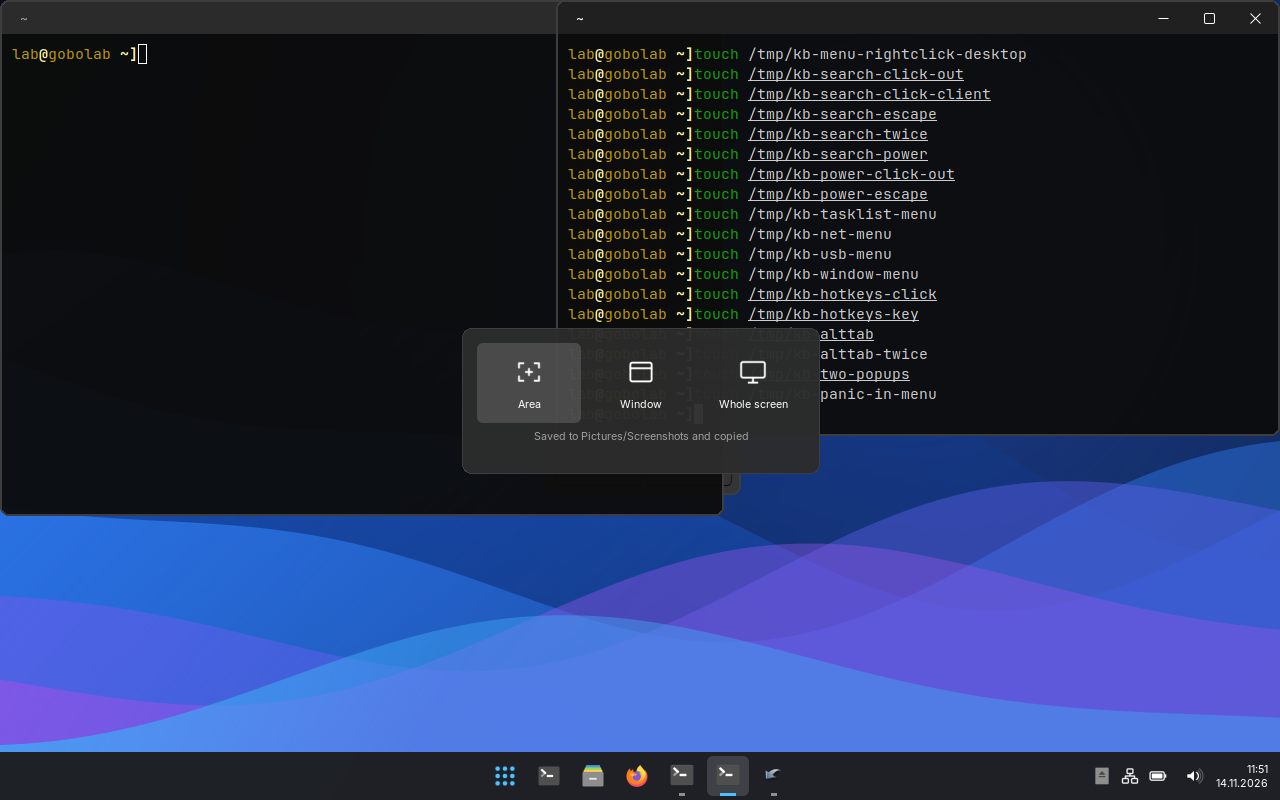 ~
~
lab@gobolab ~]
lab@gobolab ~]touch /tmp/kb-menu-rightclick-desktop
lab@gobolab ~]touch /tmp/kb-search-click-out
lab@gobolab ~]touch /tmp/kb-search-click-client
lab@gobolab ~]touch /tmp/kb-search-escape
lab@gobolab ~]touch /tmp/kb-search-twice
lab@gobolab ~]touch /tmp/kb-search-power
lab@gobolab ~]touch /tmp/kb-power-click-out
lab@gobolab ~]touch /tmp/kb-power-escape
lab@gobolab ~]touch /tmp/kb-tasklist-menu
lab@gobolab ~]touch /tmp/kb-net-menu
lab@gobolab ~]touch /tmp/kb-usb-menu
lab@gobolab ~]touch /tmp/kb-window-menu
lab@gobolab ~]touch /tmp/kb-hotkeys-click
lab@gobolab ~]touch /tmp/kb-hotkeys-key
alttab
alttab-twice
two-popups
panic-in-menu
Area
Window
Whole screen
Saved to Pictures/Screenshots and copied
11:51
14.11.2026